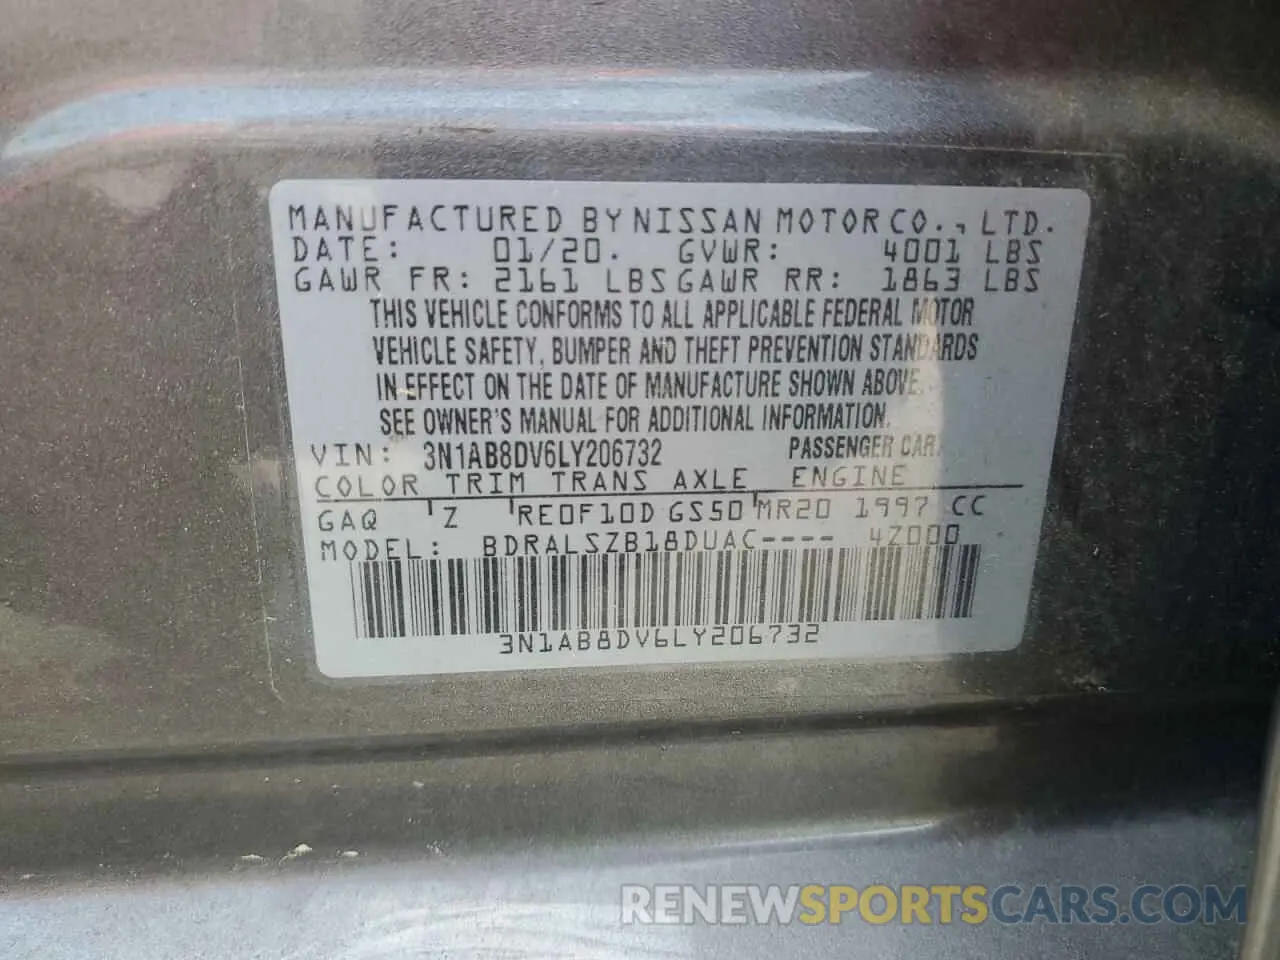 MANUFACTURED BY NISSAN MOTOR CO., LTD.
DATE: 01/20. GVWR: 4001 LBS
GAWR FR: 2161 LBS GAWR RR: 1863 LBS
THIS VEHICLE CONFORMS TO ALL APPLICABLE FEDERAL MOTOR
VEHICLE SAFETY, BUMPER AND THEFT PREVENTION STANDARDS
IN EFFECT ON THE DATE OF MANUFACTURE SHOWN ABOVE.
SEE OWNER'S MANUAL FOR ADDITIONAL INFORMATION.
VIN: 3N1AB8DV6LY206732 PASSENGER CAR
COLOR TRIM TRANS AXLE ENGINE
GAQ Z RE0F10D GS50 MR20 1997 CC
MODEL: BDRALSZB18DUAC---- 4Z000
3N1AB8DV6LY206732
RENEWSPORTSCARS.COM